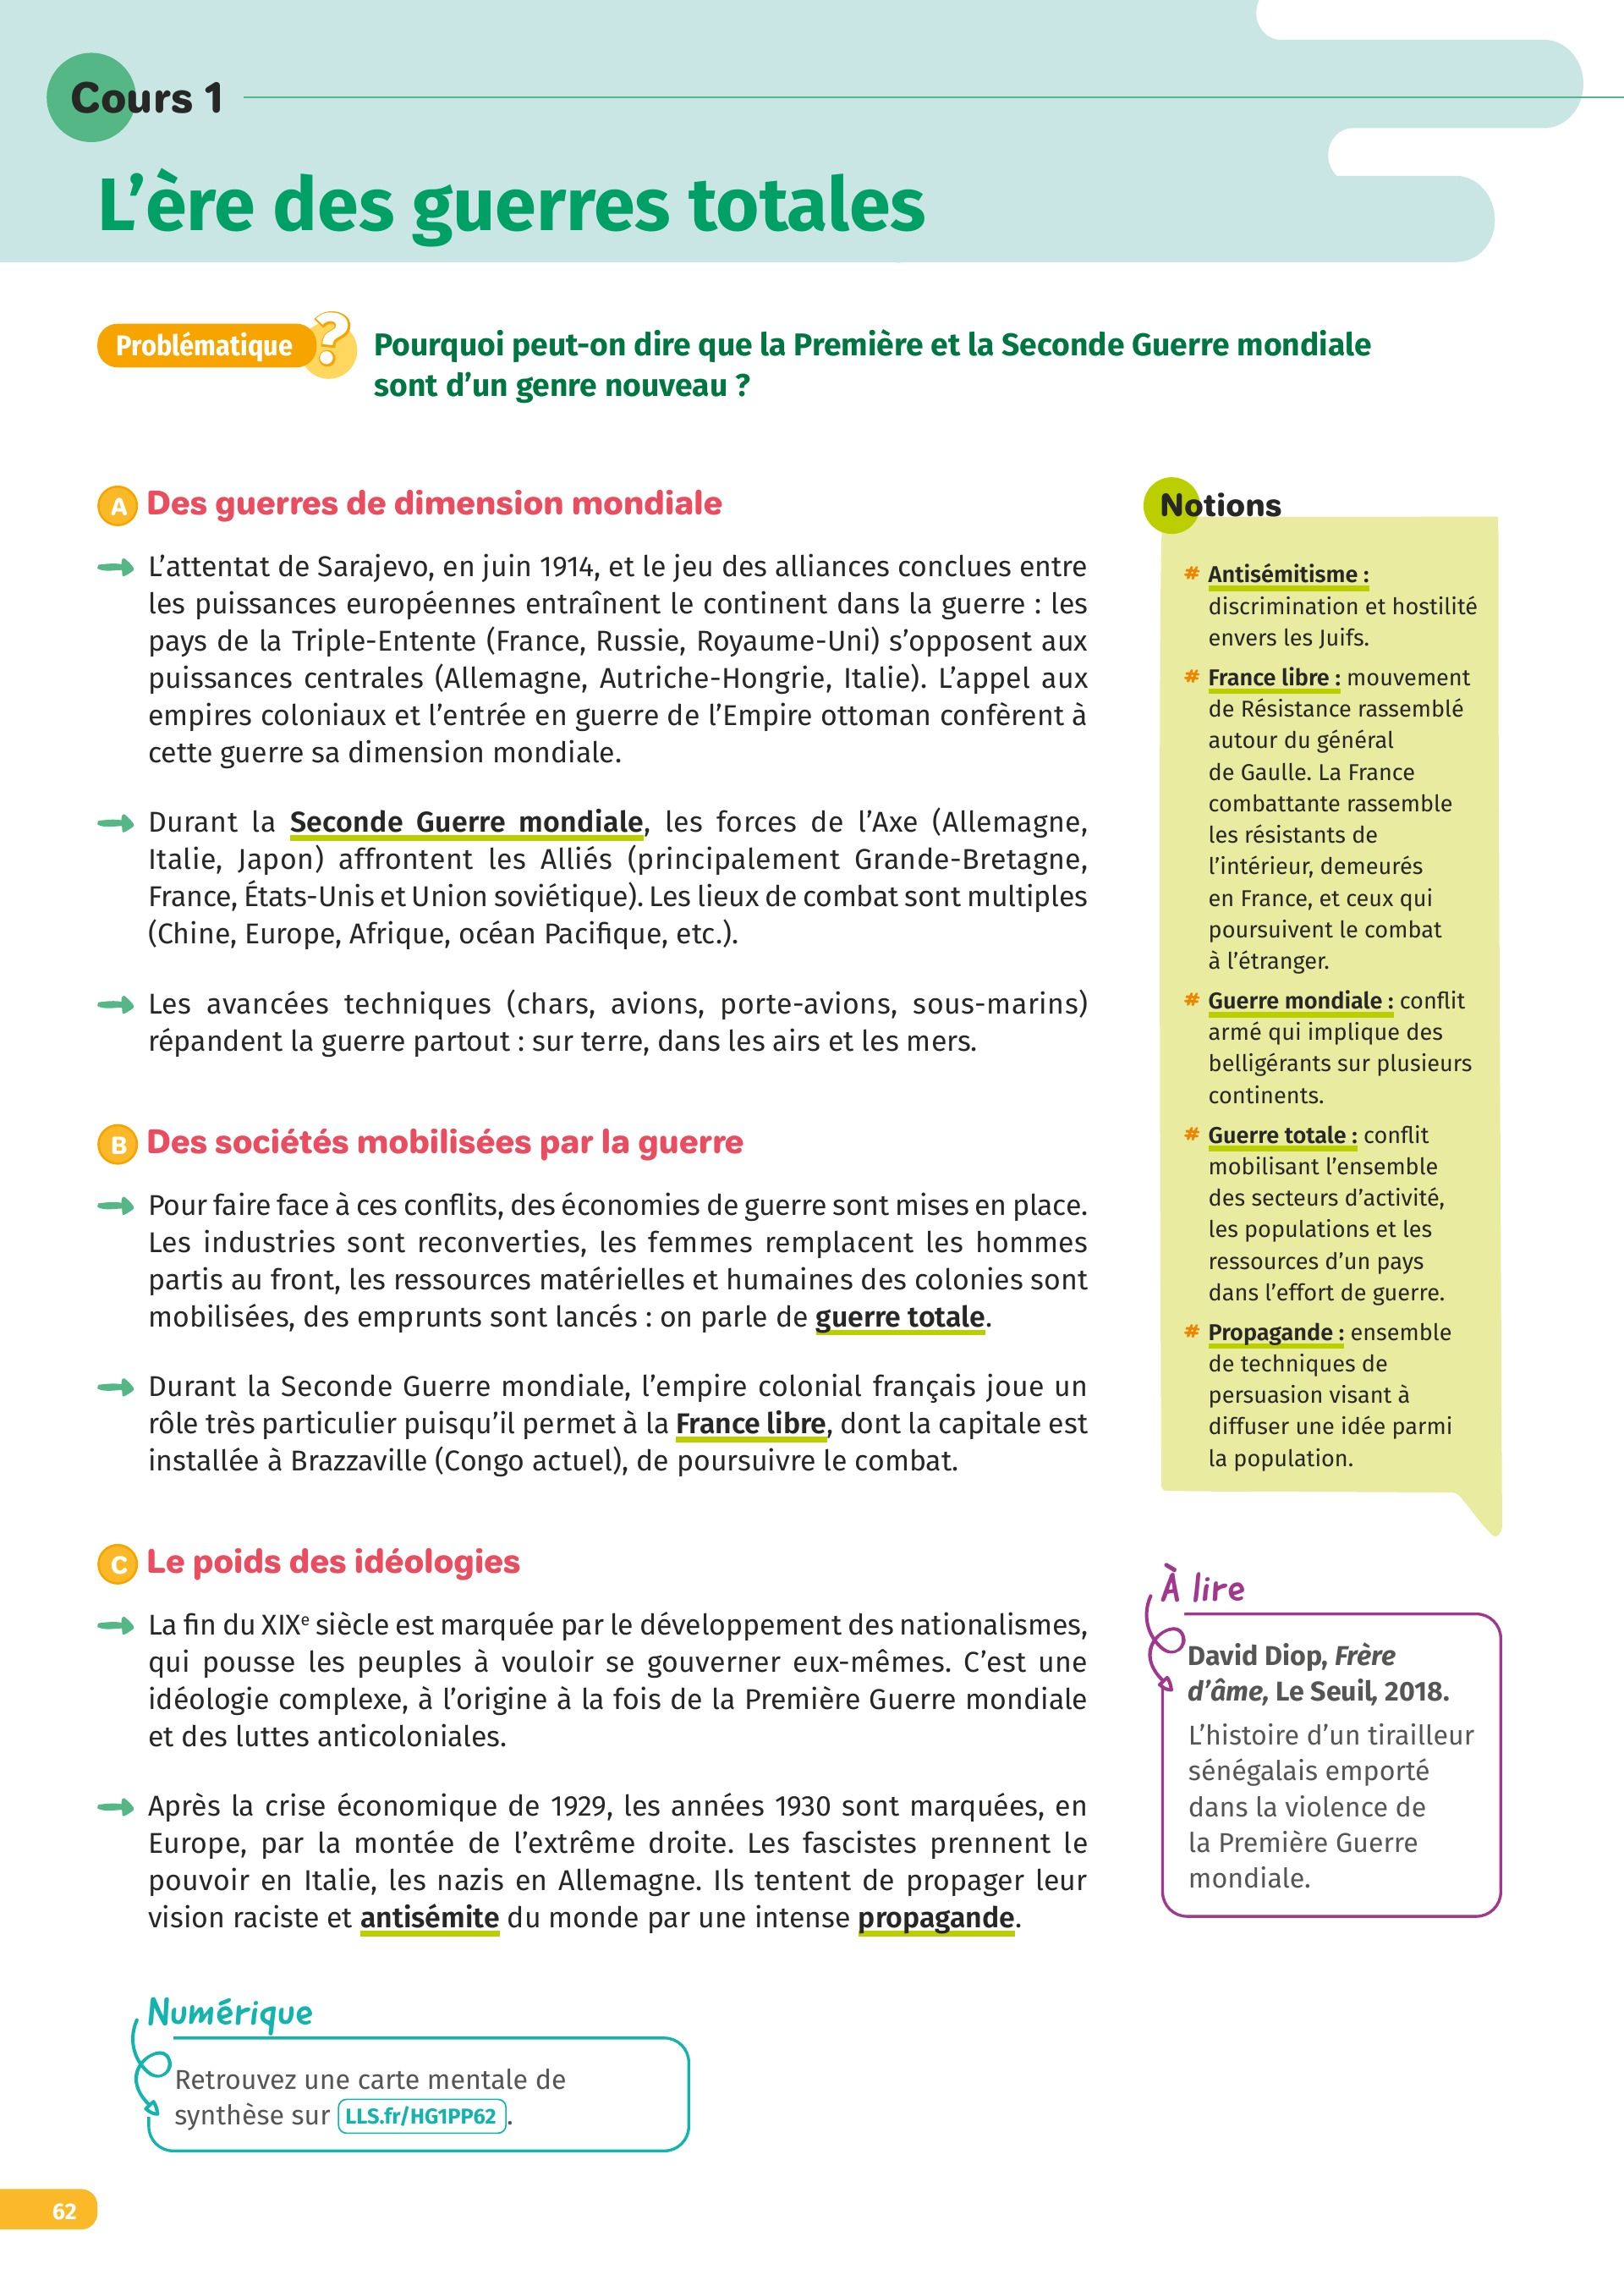 Cours 1
L’ère des guerres totales
Problématique ?
Pourquoi peut-on dire que la Première et la Seconde Guerre mondiale
sont d’un genre nouveau ?
A Des guerres de dimension mondiale
L’attentat de Sarajevo, en juin 1914, et le jeu des alliances conclues entre
les puissances européennes entraînent le continent dans la guerre : les
pays de la Triple-Entente (France, Russie, Royaume-Uni) s’opposent aux
puissances centrales (Allemagne, Autriche-Hongrie, Italie). L’appel aux
empires coloniaux et l’entrée en guerre de l’Empire ottoman confèrent à
cette guerre sa dimension mondiale.
Durant la Seconde Guerre mondiale, les forces de l’Axe (Allemagne,
Italie, Japon) affrontent les Alliés (principalement Grande-Bretagne,
France, États-Unis et Union soviétique). Les lieux de combat sont multiples
(Chine, Europe, Afrique, océan Pacifique, etc.).
Les avancées techniques (chars, avions, porte-avions, sous-marins)
répandent la guerre partout : sur terre, dans les airs et les mers.
B Des sociétés mobilisées par la guerre
Pour faire face à ces conflits, des économies de guerre sont mises en place.
Les industries sont reconverties, les femmes remplacent les hommes
partis au front, les ressources matérielles et humaines des colonies sont
mobilisées, des emprunts sont lancés : on parle de guerre totale.
Durant la Seconde Guerre mondiale, l’empire colonial français joue un
rôle très particulier puisqu’il permet à la France libre, dont la capitale est
installée à Brazzaville (Congo actuel), de poursuivre le combat.
C Le poids des idéologies
La fin du XIXe siècle est marquée par le développement des nationalismes,
qui pousse les peuples à vouloir se gouverner eux-mêmes. C’est une
idéologie complexe, à l’origine à la fois de la Première Guerre mondiale
et des luttes anticoloniales.
Après la crise économique de 1929, les années 1930 sont marquées, en
Europe, par la montée de l’extrême droite. Les fascistes prennent le
pouvoir en Italie, les nazis en Allemagne. Ils tentent de propager leur
vision raciste et antisémite du monde par une intense propagande.
Numérique
Retrouvez une carte mentale de
synthèse sur LLS.fr/HG1PP62.
Notions
# Antisémitisme :
discrimination et hostilité
envers les Juifs.
# France libre : mouvement
de Résistance rassemblé
autour du général
de Gaulle. La France
combattante rassemble
les résistants de
l’intérieur, demeurés
en France, et ceux qui
poursuivent le combat
à l’étranger.
# Guerre mondiale : conflit
armé qui implique des
belligérants sur plusieurs
continents.
# Guerre totale : conflit
mobilisant l’ensemble
des secteurs d’activité,
les populations et les
ressources d’un pays
dans l’effort de guerre.
# Propagande : ensemble
de techniques de
persuasion visant à
diffuser une idée parmi
la population.
À lire
David Diop, Frère
d’âme, Le Seuil, 2018.
L’histoire d’un tirailleur
sénégalais emporté
dans la violence de
la Première Guerre
mondiale.
62